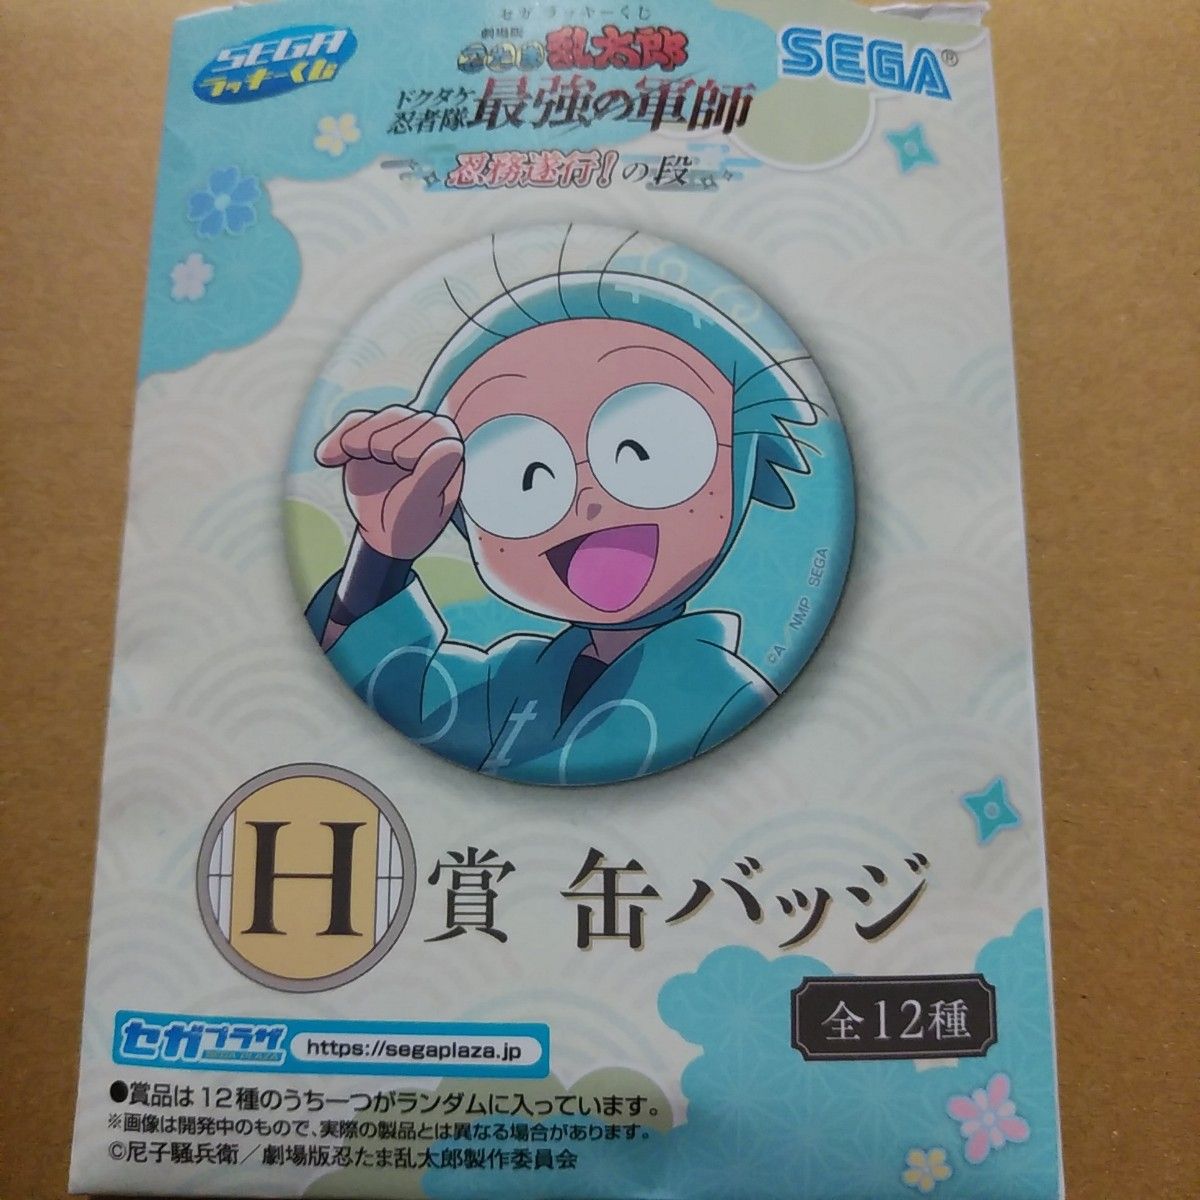 セガ ラッキーくじ
SEGA
ラッキーくじ
劇場版
忍たま乱太郎
SEGA®
ドクタケ
忍者隊
最強の軍師
忍務遂行!の段
©A NMP SEGA
H賞 缶バッジ
全12種
セガプラザ
SEGA PLAZA
https://segaplaza.jp
●賞品は12種のうち一つがランダムに入っています。
※画像は開発中のもので、実際の製品とは異なる場合があります。
©尼子騒兵衛/劇場版忍たま乱太郎製作委員会